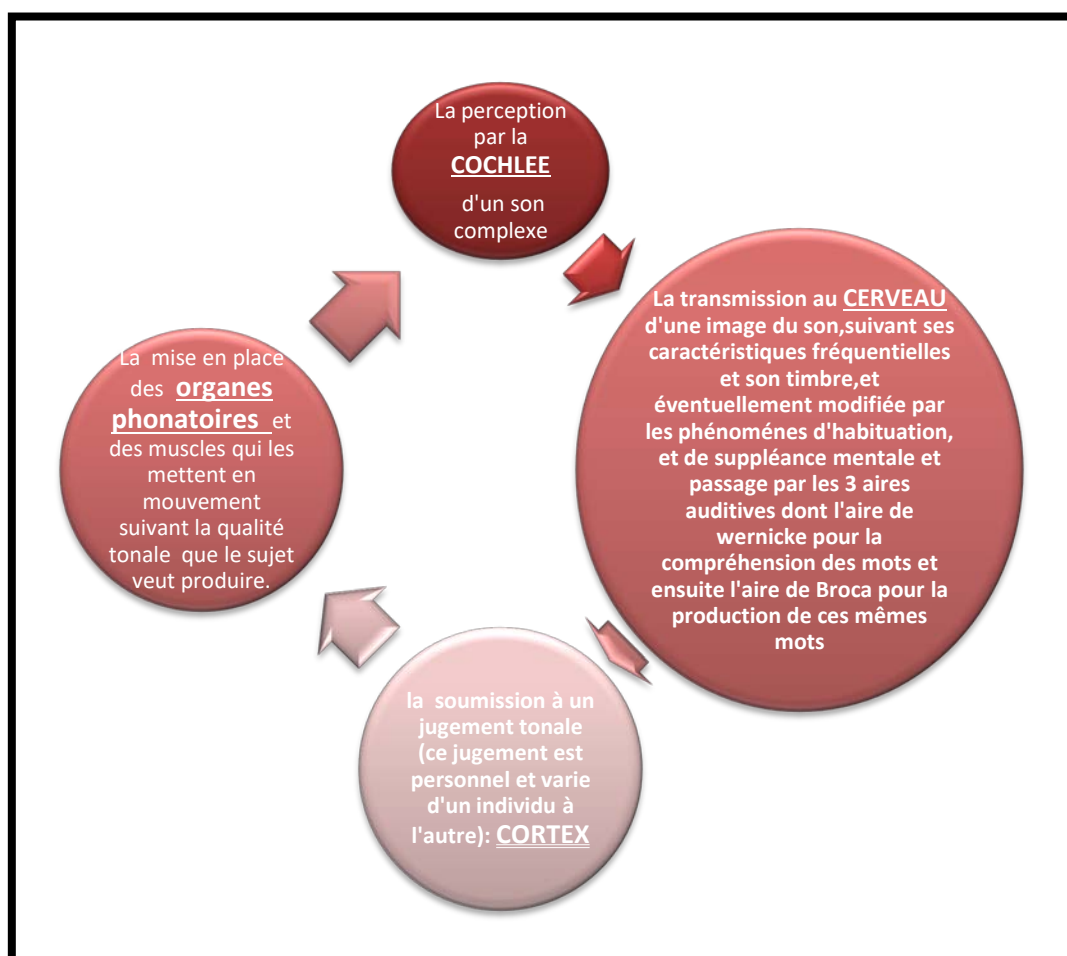 La perception
par la
COCHLEE
d'un son
complexe
La transmission au CERVEAU
d'une image du son,suivant ses
caractéristiques fréquentielles
et son timbre,et
éventuellement modifiée par
les phénoménes d'habituation,
et de suppléance mentale et
passage par les 3 aires
auditives dont l'aire de
wernicke pour la
compréhension des mots et
ensuite l'aire de Broca pour la
production de ces mêmes
mots
la soumission à un
jugement tonale
(ce jugement est
personnel et varie
d'un individu à
l'autre): CORTEX
La mise en place
des organes
phonatoires et
des muscles qui les
mettent en
mouvement
suivant la qualité
tonale que le sujet
veut produire.